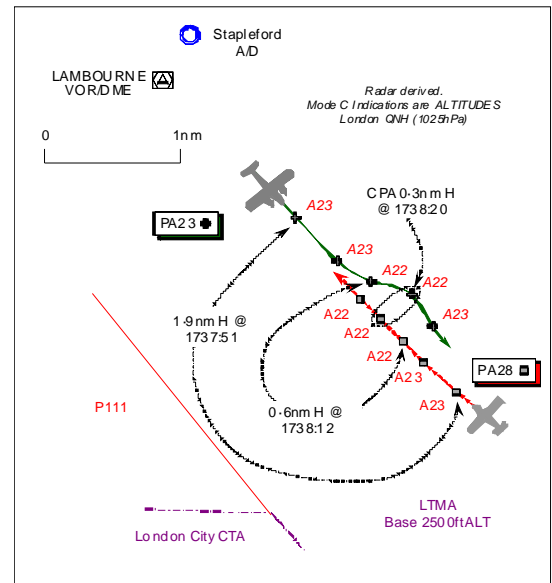 Stapleford
A/D
LAMBOURNE
VOR/DME
Radar derived.
Mode C Indications are ALTITUDES
London QNH (1025hPa)
0 1nm
CPA 0·3nm H
@ 1738:20
A23
PA23
A23
A22
A22
A23
A22
A22
1·9nm H @
1737:51
A22
A23
PA28
A23
P111
0·6nm H @
1738:12
LTMA
Base 2500ft ALT
London City CTA